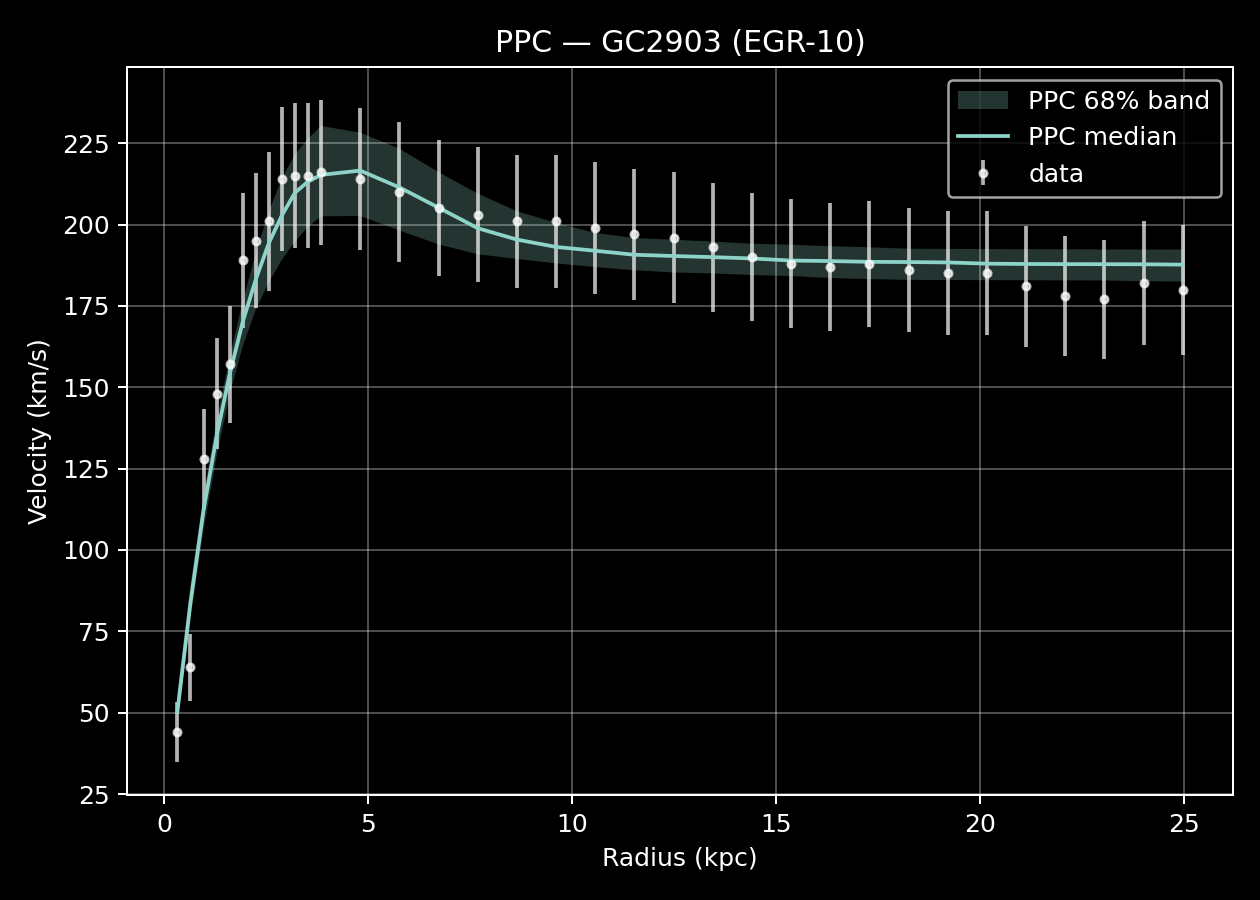 PPC — GC2903 (EGR-10)
PPC 68% band
PPC median
data
225
200
175
150
125
100
75
50
25
Velocity (km/s)
0 5 10 15 20 25
Radius (kpc)